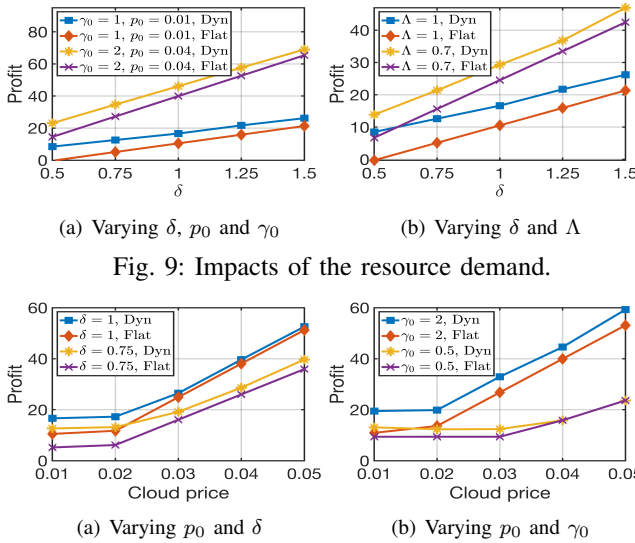 γ₀ = 1, p₀ = 0.01, Dyn
γ₀ = 1, p₀ = 0.01, Flat
γ₀ = 2, p₀ = 0.04, Dyn
γ₀ = 2, p₀ = 0.04, Flat
Profit
80
60
40
20
0
0.5 0.75 1 1.25 1.5
δ
(a) Varying δ, p₀ and γ₀
Λ = 1, Dyn
Λ = 1, Flat
Λ = 0.7, Dyn
Λ = 0.7, Flat
Profit
40
30
20
10
0
0.5 0.75 1 1.25 1.5
δ
(b) Varying δ and Λ
Fig. 9: Impacts of the resource demand.
δ = 1, Dyn
δ = 1, Flat
δ = 0.75, Dyn
δ = 0.75, Flat
Profit
60
40
20
0
0.01 0.02 0.03 0.04 0.05
Cloud price
(a) Varying p₀ and δ
γ₀ = 2, Dyn
γ₀ = 2, Flat
γ₀ = 0.5, Dyn
γ₀ = 0.5, Flat
Profit
60
40
20
0
0.01 0.02 0.03 0.04 0.05
Cloud price
(b) Varying p₀ and γ₀